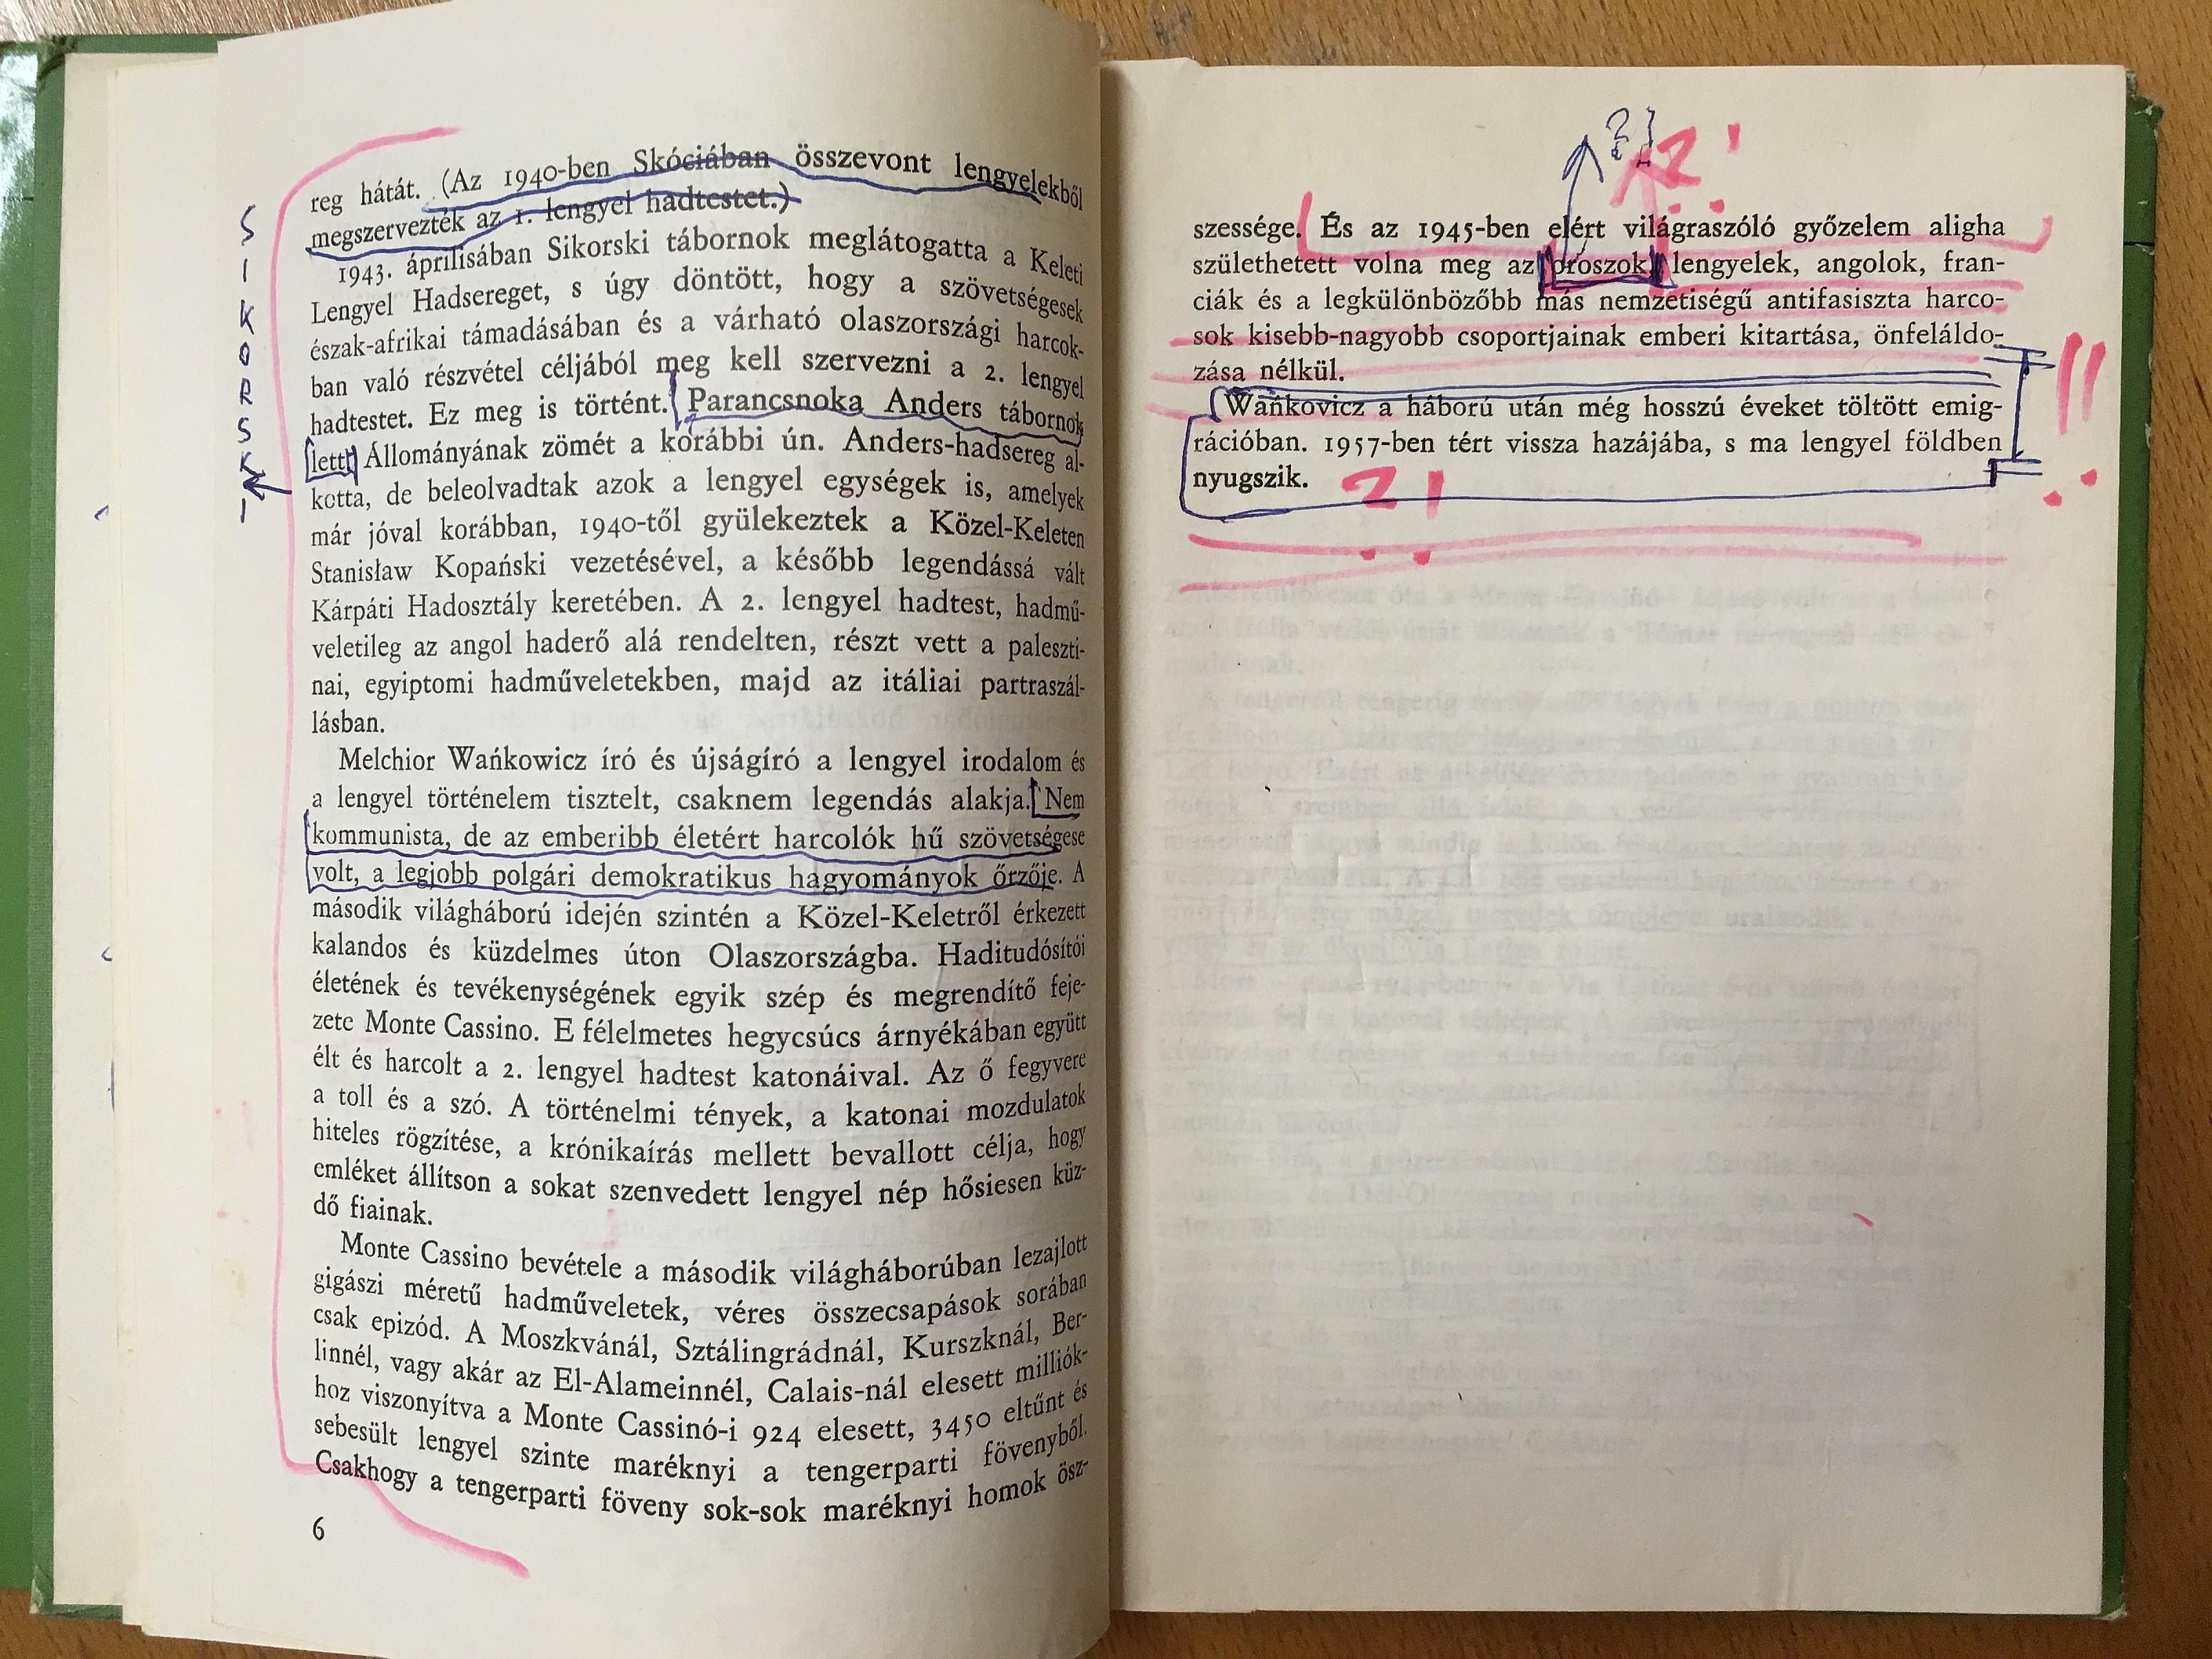 reg hátát. (Az 1940-ben Skóciában összevont lengyelekből
megszervezték az 1. lengyel hadtestet.)
1943. áprilisában Sikorski tábornok meglátogatta a Keleti
Lengyel Hadsereget, s úgy döntött, hogy a szövetségesek
észak-afrikai támadásában és a várható olaszországi harcok-
ban való részvétel céljából meg kell szervezni a 2. lengyel
hadtestet. Ez meg is történt. Parancsnoka Anders tábornok
lett. Állományának zömét a korábbi ún. Anders-hadsereg al-
kotta, de beleolvadtak azok a lengyel egységek is, amelyek
már jóval korábban, 1940-től gyülekeztek a Közel-Keleten
Stanisław Kopański vezetésével, a később legendássá vált
Kárpáti Hadosztály keretében. A 2. lengyel hadtest, hadmű-
veletileg az angol haderő alá rendelten, részt vett a paleszti-
nai, egyiptomi hadműveletekben, majd az itáliai partraszál-
lásban.
Melchior Wańkowicz író és újságíró a lengyel irodalom és
a lengyel történelem tisztelt, csaknem legendás alakja. Nem
kommunista, de az emberibb életért harcolók hű szövetségese
volt, a legjobb polgári demokratikus hagyományok őrzője. A
második világháború idején szintén a Közel-Keletről érkezett
kalandos és küzdelmes úton Olaszországba. Haditudósítói
életének és tevékenységének egyik szép és megrendítő feje-
zete Monte Cassino. E félelmetes hegycsúcs árnyékában együtt
élt és harcolt a 2. lengyel hadtest katonáival. Az ő fegyvere
a toll és a szó. A történelmi tények, a katonai mozdulatok
hiteles rögzítése, a krónikaírás mellett bevallott célja, hogy
emléket állítson a sokat szenvedett lengyel nép hősiesen küz-
dő fiainak.
Monte Cassino bevétele a második világháborúban lezajlott
gigászi méretű hadműveletek, véres összecsapások sorában
csak epizód. A Moszkvánál, Sztálingrádnál, Kurszknál, Ber-
linnél, vagy akár az El-Alameinnél, Calais-nál elesett milliók-
hoz viszonyítva a Monte Cassinó-i 924 elesett, 3450 eltűnt és
sebesült lengyel szinte maréknyi a tengerparti fövenyből.
Csakhogy a tengerparti föveny sok-sok maréknyi homok ösz-
6
SIKORSKI
?!
?!
szessége. És az 1945-ben elért világraszóló győzelem aligha
születhetett volna meg az oroszok, lengyelek, angolok, fran-
ciák és a legkülönbözőbb más nemzetiségű antifasiszta harco-
sok kisebb-nagyobb csoportjainak emberi kitartása, önfeláldo-
zása nélkül.
Wańkovicz a háború után még hosszú éveket töltött emig-
rációban. 1957-ben tért vissza hazájába, s ma lengyel földben
nyugszik.
?!
!!